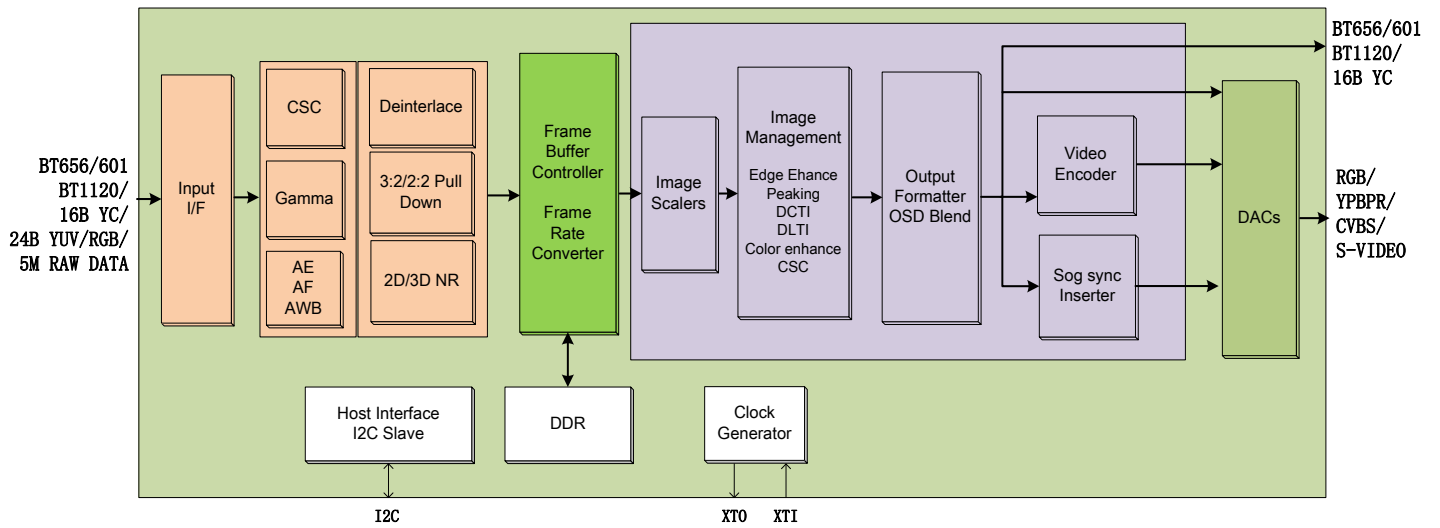 BT656/601
BT1120/
16B YC/
24B YUV/RGB/
5M RAW DATA
Input
I/F
CSC
Gamma
AE
AF
AWB
Deinterlace
3:2/2:2 Pull
Down
2D/3D NR
Frame
Buffer
Controller
Frame
Rate
Converter
Image
Scalers
Image
Management
Edge Ehance
Peaking
DCTI
DLTI
Color enhance
CSC
Output
Formatter
OSD Blend
Video
Encoder
Sog sync
Inserter
DACs
BT656/601
BT1120/
16B YC
RGB/
YPBPR/
CVBS/
S-VIDEO
Host Interface
I2C Slave
DDR
Clock
Generator
I2C
XTO
XTI